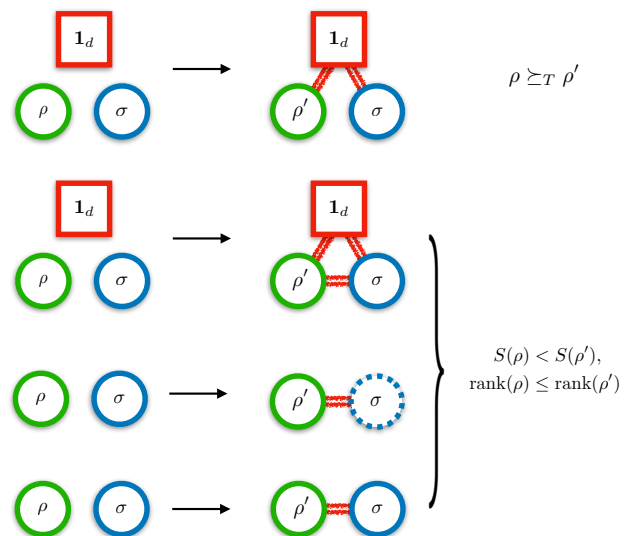 𝟏_d
ρ σ
𝟏_d
ρ′ σ
ρ ⪰_T ρ′
𝟏_d
ρ σ
𝟏_d
ρ′ σ
ρ σ
ρ′ σ
ρ σ
ρ′ σ
S(ρ) < S(ρ′),
rank(ρ) ≤ rank(ρ′)